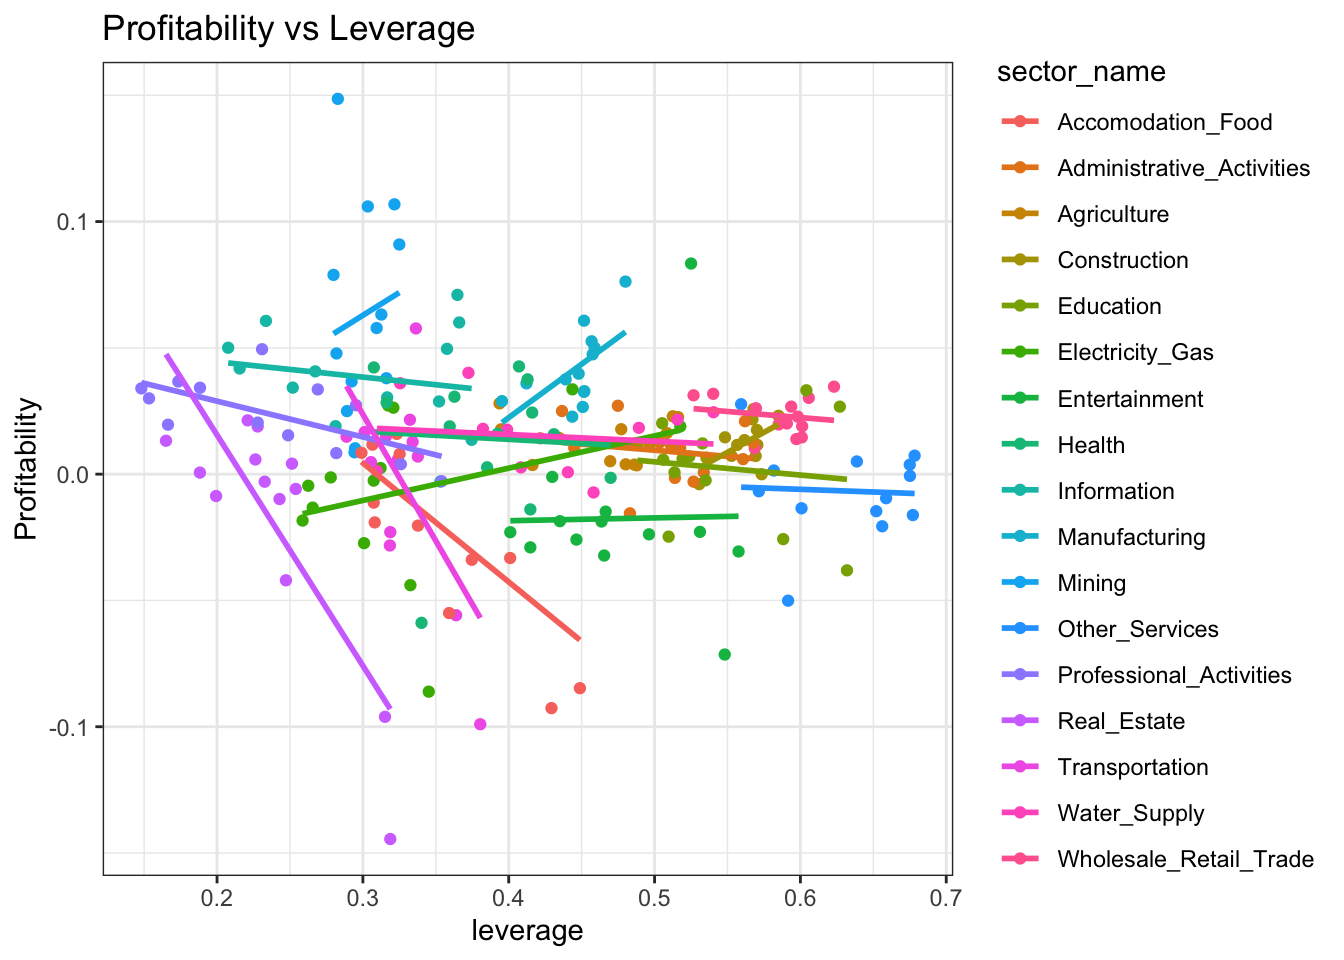 Profitability vs Leverage
Profitability
0.1
0.0
-0.1
0.2
0.3
0.4
0.5
0.6
0.7
leverage
sector_name
Accomodation_Food
Administrative_Activities
Agriculture
Construction
Education
Electricity_Gas
Entertainment
Health
Information
Manufacturing
Mining
Other_Services
Professional_Activities
Real_Estate
Transportation
Water_Supply
Wholesale_Retail_Trade